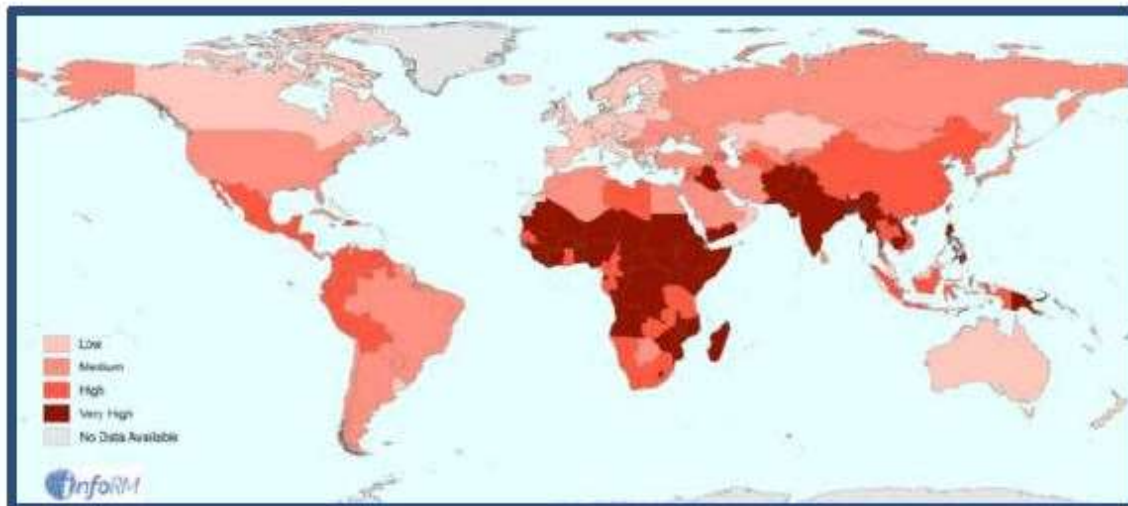 Low
Medium
High
Very High
No Data Available
InfoRM